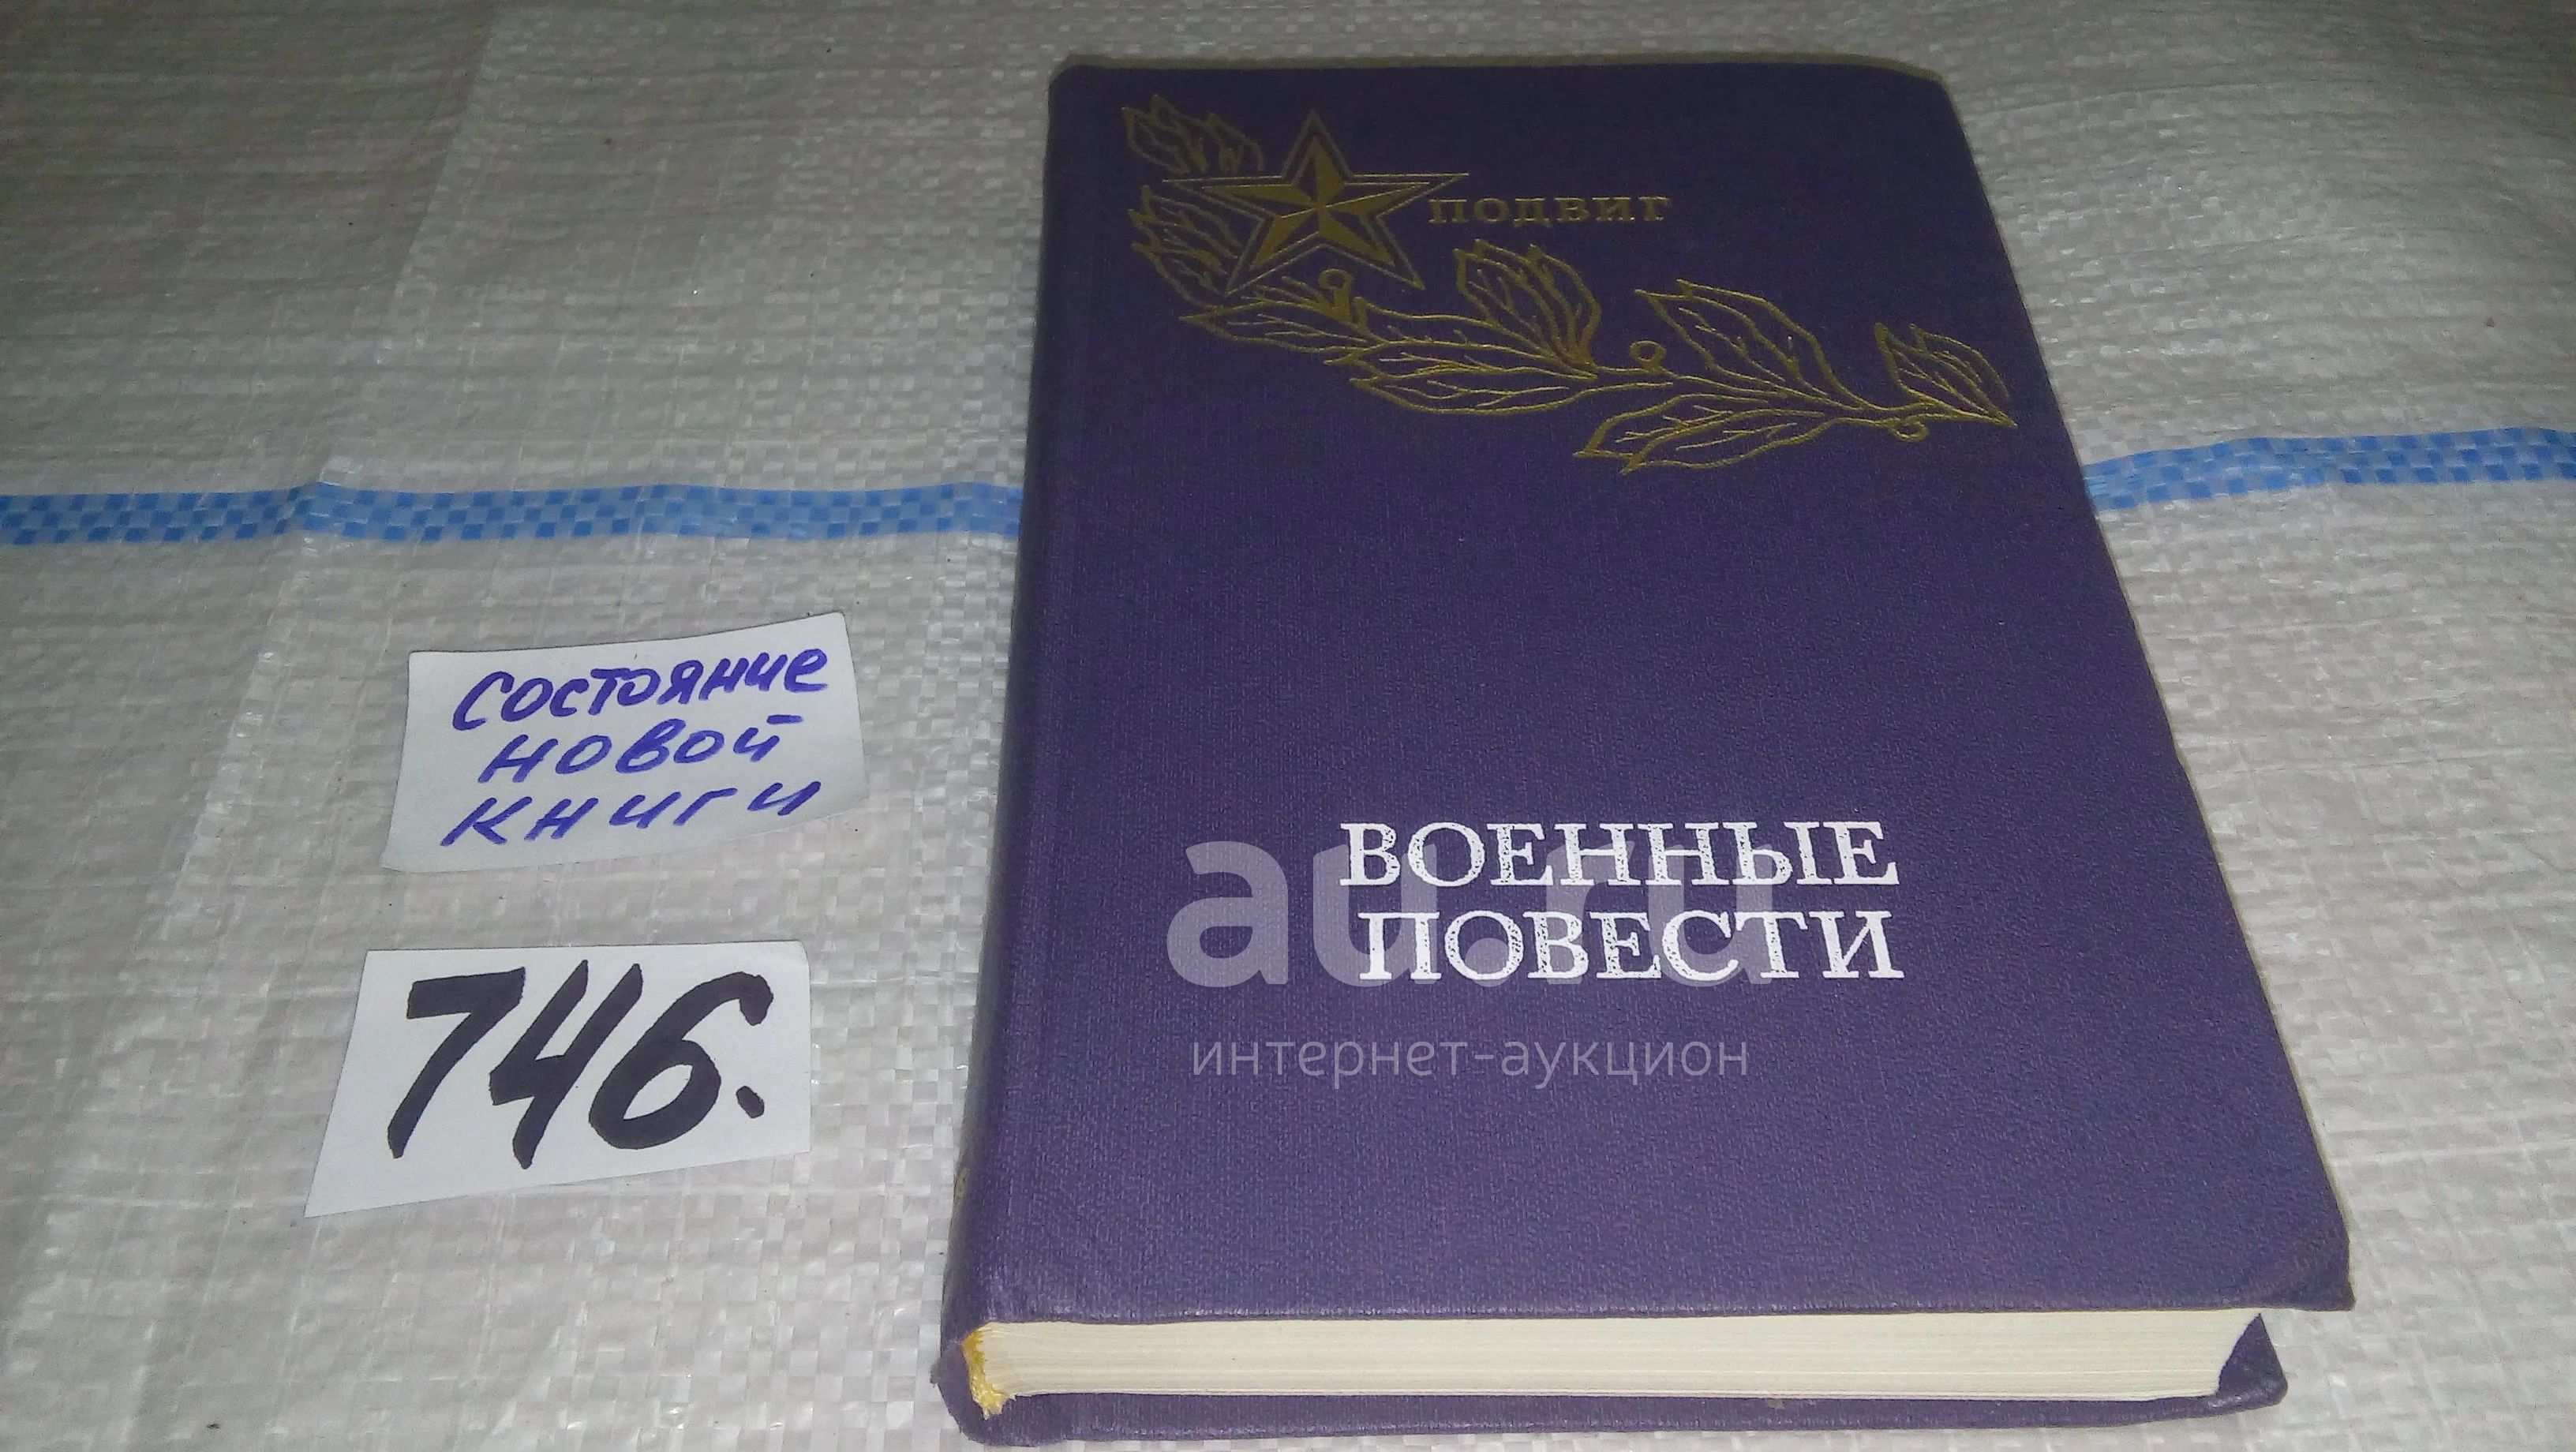 ПОДВИГ
ВОЕННЫЕ
ПОВЕСТИ
au.ru
интернет-аукцион
состояние
новой
книги
746.